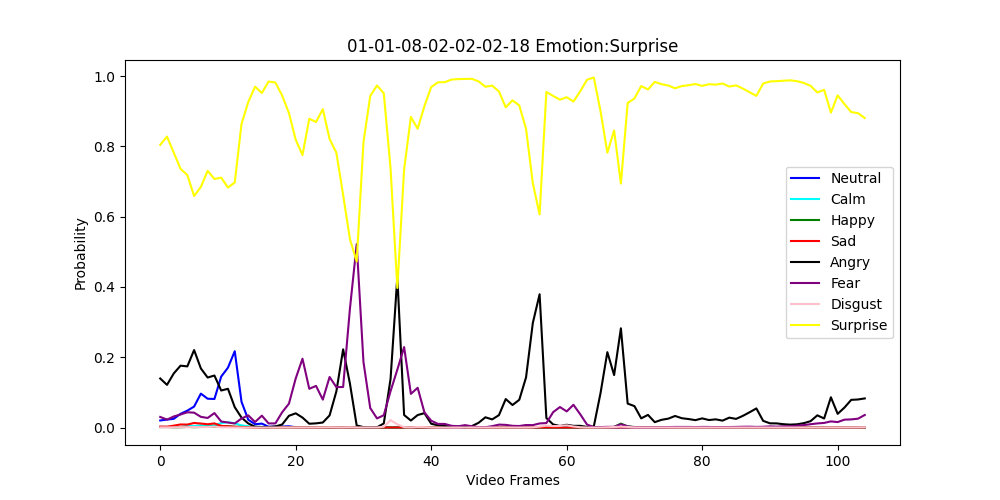 01-01-08-02-02-02-18 Emotion:Surprise
1.0
0.8
0.6
0.4
0.2
0.0
Probability
0
20
40
60
80
100
Video Frames
Neutral
Calm
Happy
Sad
Angry
Fear
Disgust
Surprise